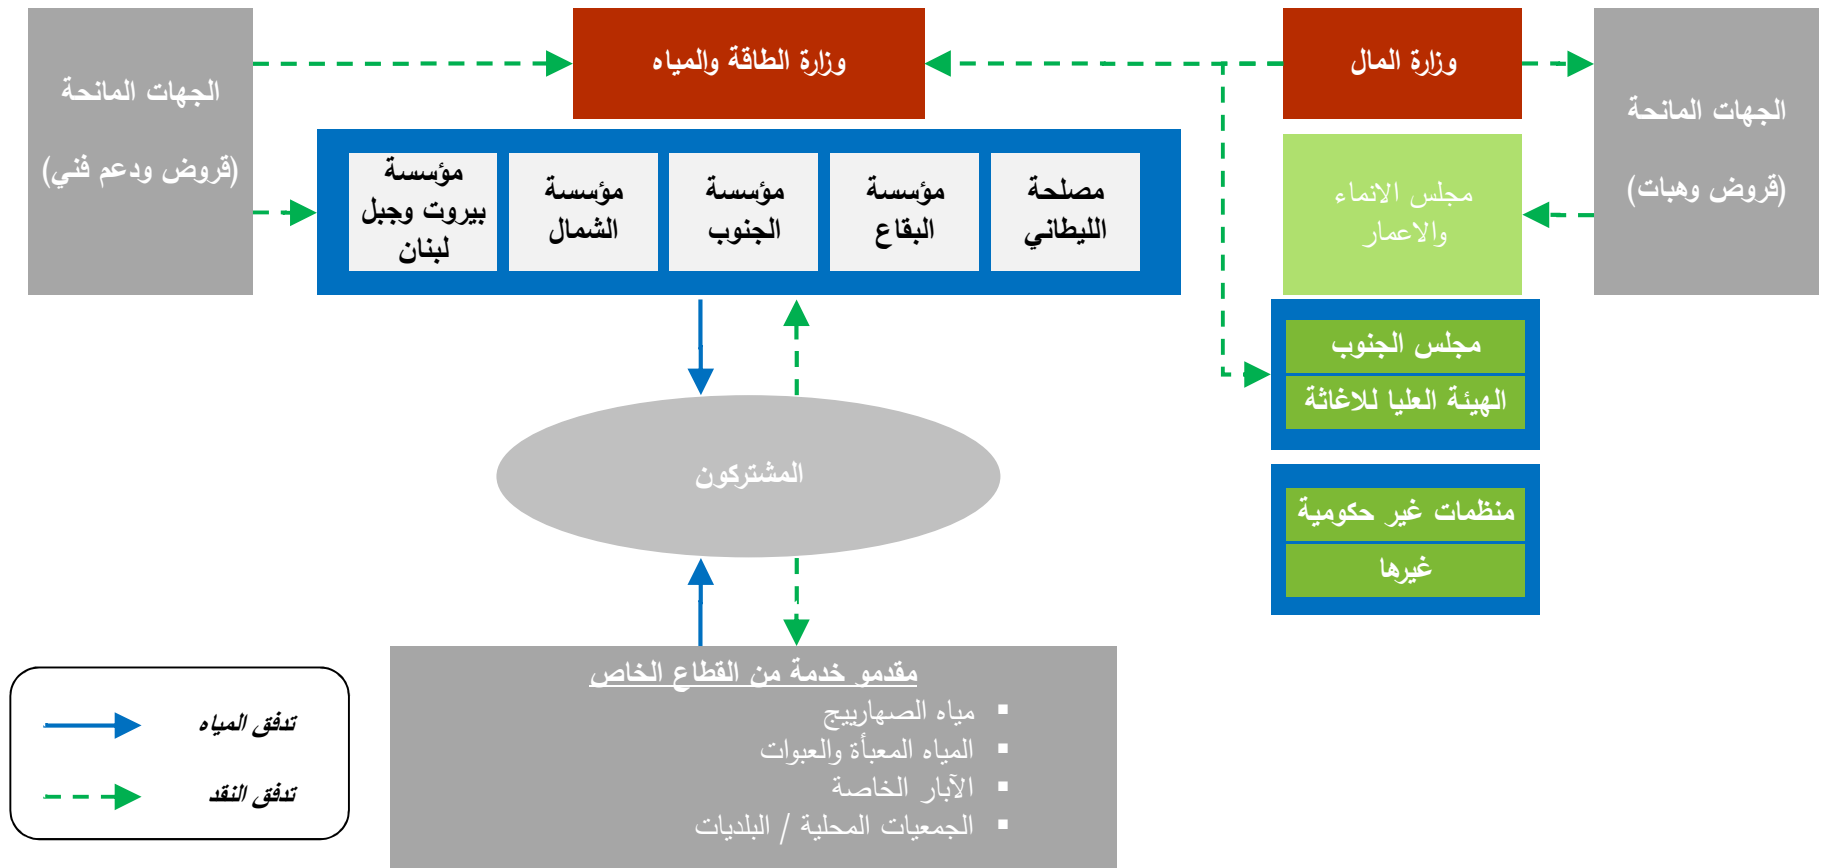 وزارة المال
وزارة الطاقة والمياه
الجهات المانحة
(قروض وهبات)
الجهات المانحة
(قروض ودعم فني)
مجلس الانماء
والاعمار
مصلحة
الليطاني
مؤسسة
البقاع
مؤسسة
الجنوب
مؤسسة
الشمال
مؤسسة
بيروت وجبل
لبنان
مجلس الجنوب
الهيئة العليا للاغاثة
منظمات غير حكومية
غيرها
المشتركون
مقدمو خدمة من القطاع الخاص
▪ مياه الصهارييج
▪ المياه المعبأة والعبوات
▪ الآبار الخاصة
▪ الجمعيات المحلية / البلديات
تدفق المياه
تدفق النقد